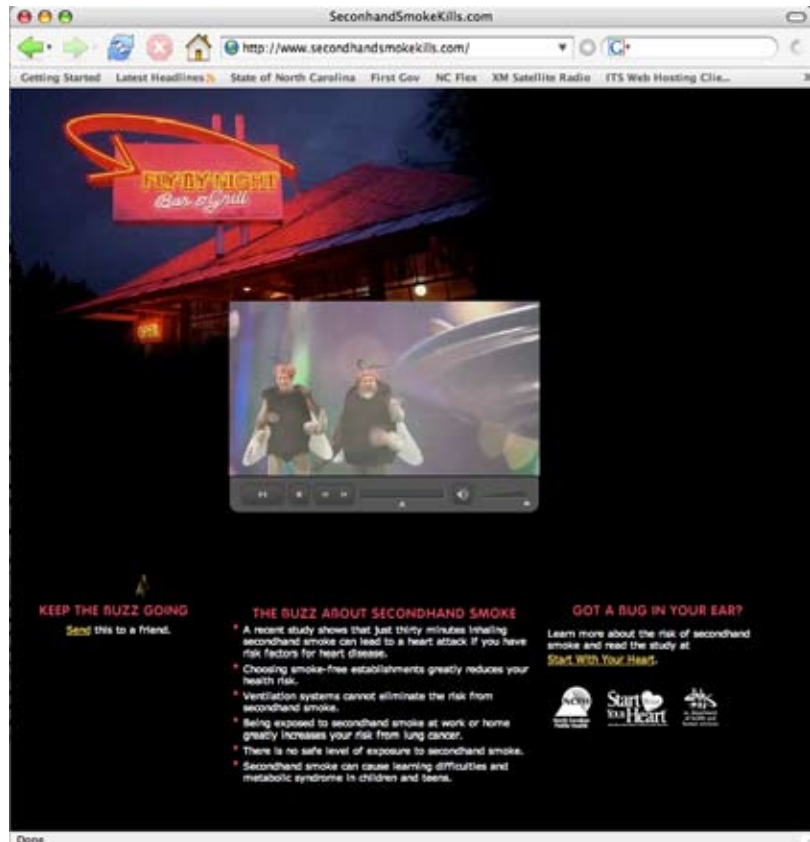 SeconhandSmokeKills.com
http://www.secondhandsmokekills.com/
Getting Started Latest Headlines State of North Carolina First Gov NC Flex XM Satellite Radio ITS Web Hosting Clie...
FLY BY NIGHT
Bar & Grill
OPEN
KEEP THE BUZZ GOING
Send this to a friend.
THE BUZZ ABOUT SECONDHAND SMOKE
A recent study shows that just thirty minutes inhaling
secondhand smoke can lead to a heart attack if you have
risk factors for heart disease.
Choosing smoke-free establishments greatly reduces your
health risk.
Ventilation systems cannot eliminate the risk from
secondhand smoke.
Being exposed to secondhand smoke at work or home
greatly increases your risk from lung cancer.
There is no safe level of exposure to secondhand smoke.
Secondhand smoke can cause learning difficulties and
metabolic syndrome in children and teens.
GOT A BUG IN YOUR EAR?
Learn more about the risk of secondhand
smoke and read the study at
Start With Your Heart.
North Carolina
Public Health
Start With
Your Heart
Done